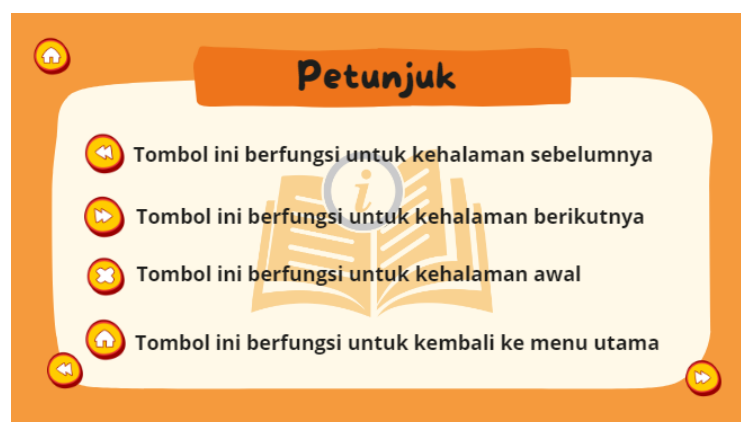 Petunjuk
Tombol ini berfungsi untuk kehalaman sebelumnya
Tombol ini berfungsi untuk kehalaman berikutnya
Tombol ini berfungsi untuk kehalaman awal
Tombol ini berfungsi untuk kembali ke menu utama